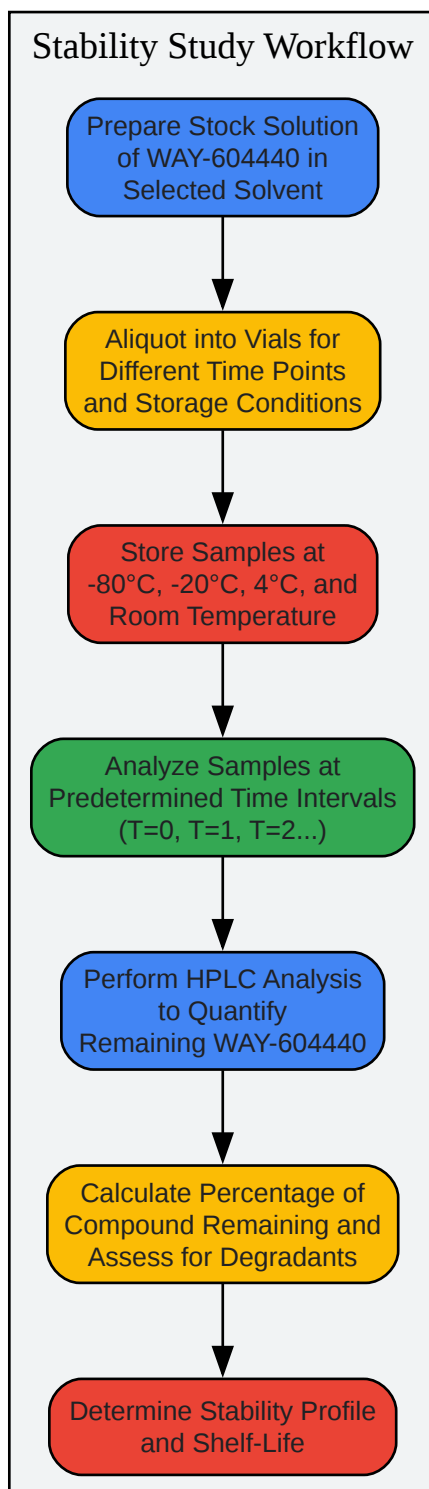 Stability Study Workflow
Prepare Stock Solution
of WAY-604440 in
Selected Solvent
Aliquot into Vials for
Different Time Points
and Storage Conditions
Store Samples at
-80°C, -20°C, 4°C, and
Room Temperature
Analyze Samples at
Predetermined Time Intervals
(T=0, T=1, T=2...)
Perform HPLC Analysis
to Quantify
Remaining WAY-604440
Calculate Percentage of
Compound Remaining and
Assess for Degradants
Determine Stability Profile
and Shelf-Life